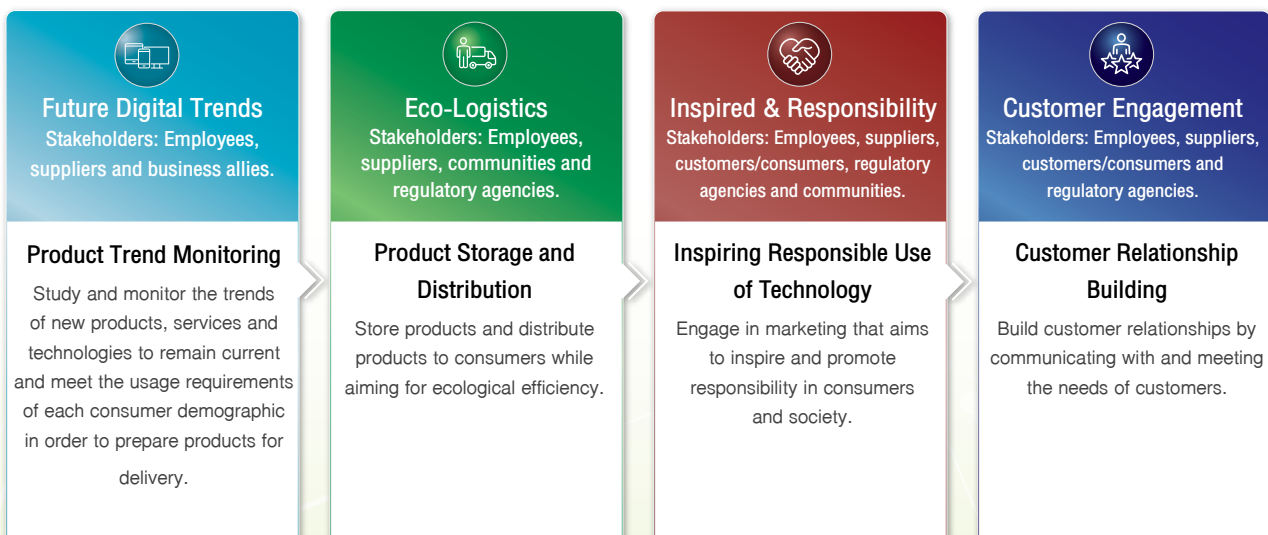 Future Digital Trends
Stakeholders: Employees,
suppliers and business allies.
Product Trend Monitoring
Study and monitor the trends
of new products, services and
technologies to remain current
and meet the usage requirements
of each consumer demographic
in order to prepare products for
delivery.
Eco-Logistics
Stakeholders: Employees,
suppliers, communities and
regulatory agencies.
Product Storage and
Distribution
Store products and distribute
products to consumers while
aiming for ecological efficiency.
Inspired & Responsibility
Stakeholders: Employees, suppliers,
customers/consumers, regulatory
agencies and communities.
Inspiring Responsible Use
of Technology
Engage in marketing that aims
to inspire and promote
responsibility in consumers
and society.
Customer Engagement
Stakeholders: Employees, suppliers,
customers/consumers and
regulatory agencies.
Customer Relationship
Building
Build customer relationships by
communicating with and meeting
the needs of customers.